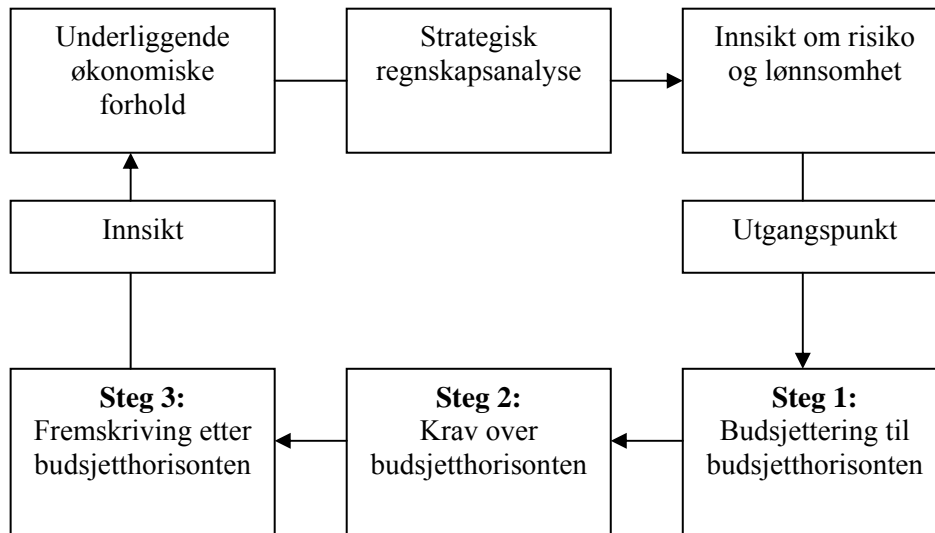 Underliggende
økonomiske
forhold
Strategisk
regnskapsanalyse
Innsikt om risiko
og lønnsomhet
Innsikt
Utgangspunkt
Steg 3:
Fremskriving etter
budsjetthorisonten
Steg 2:
Krav over
budsjetthorisonten
Steg 1:
Budsjettering til
budsjetthorisonten